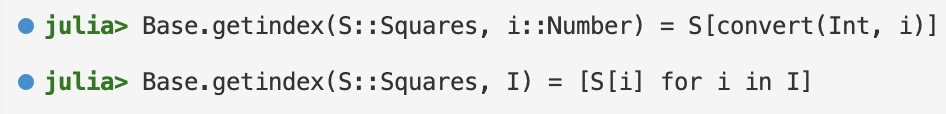 julia> Base.getindex(S::Squares, i::Number) = S[convert(Int, i)]
julia> Base.getindex(S::Squares, I) = [S[i] for i in I]